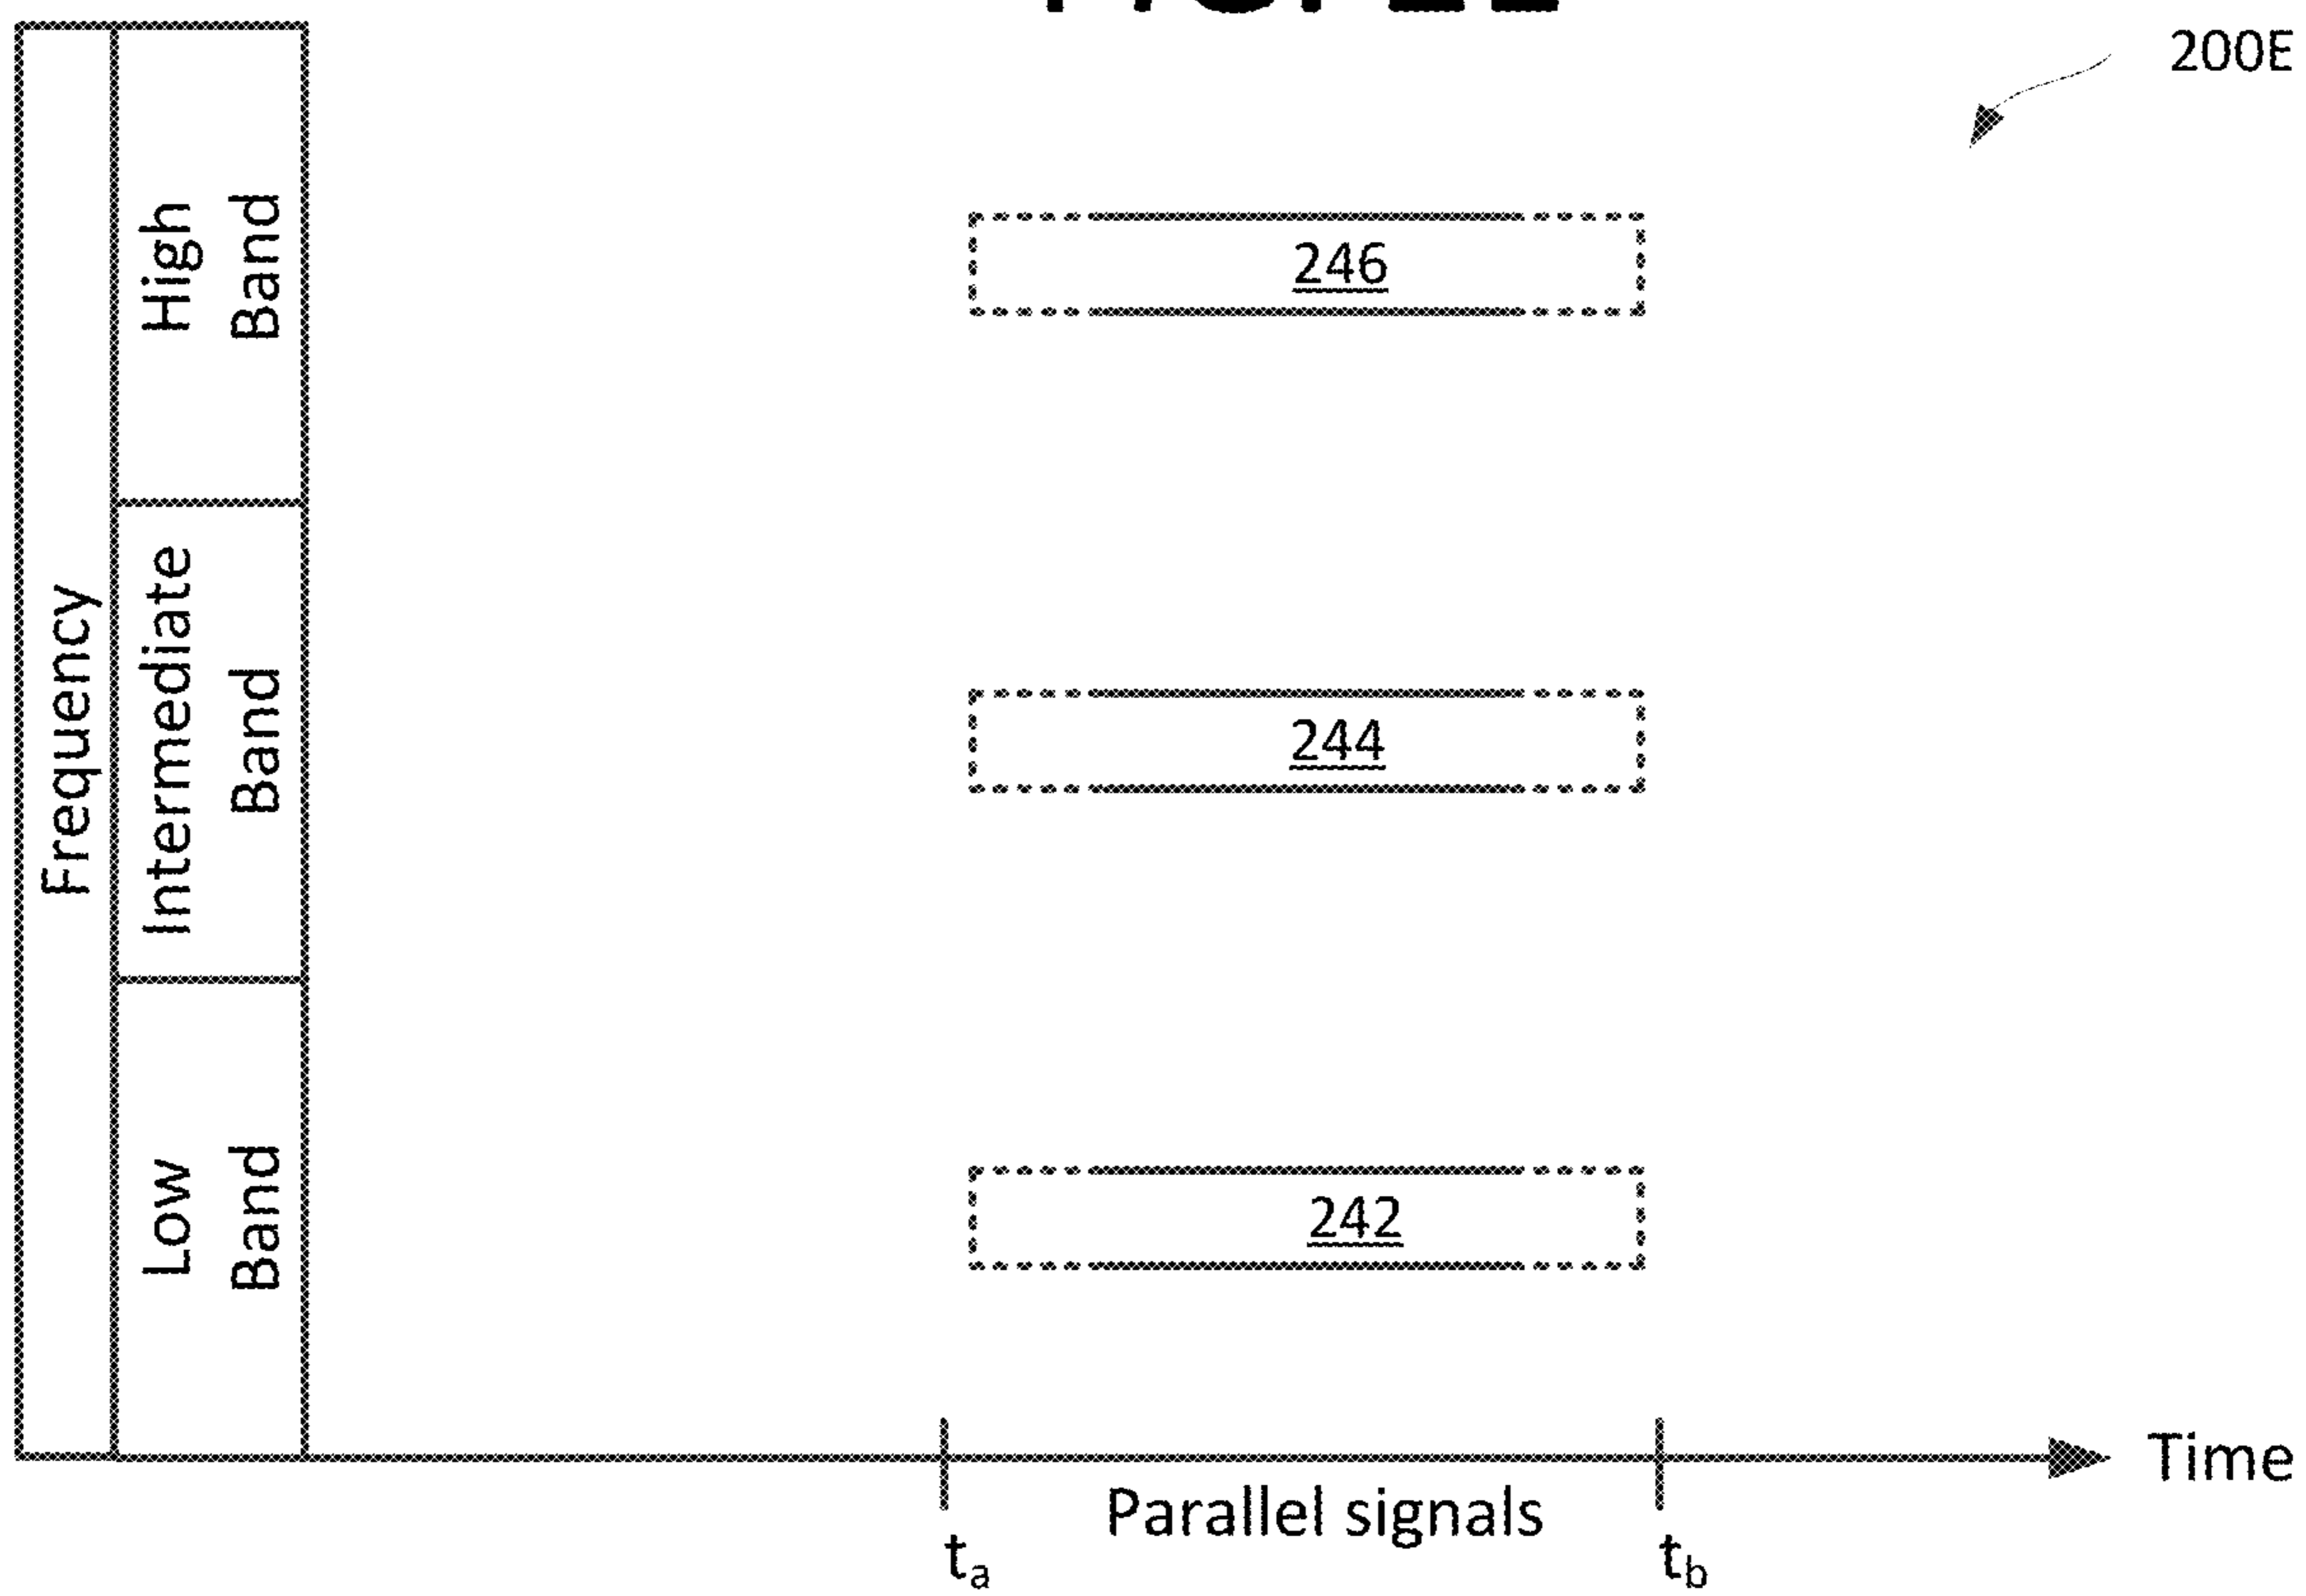 200E
Frequency
High
Band
246
Intermediate
Band
244
Low
Band
242
Time
Parallel signals
ta
tb